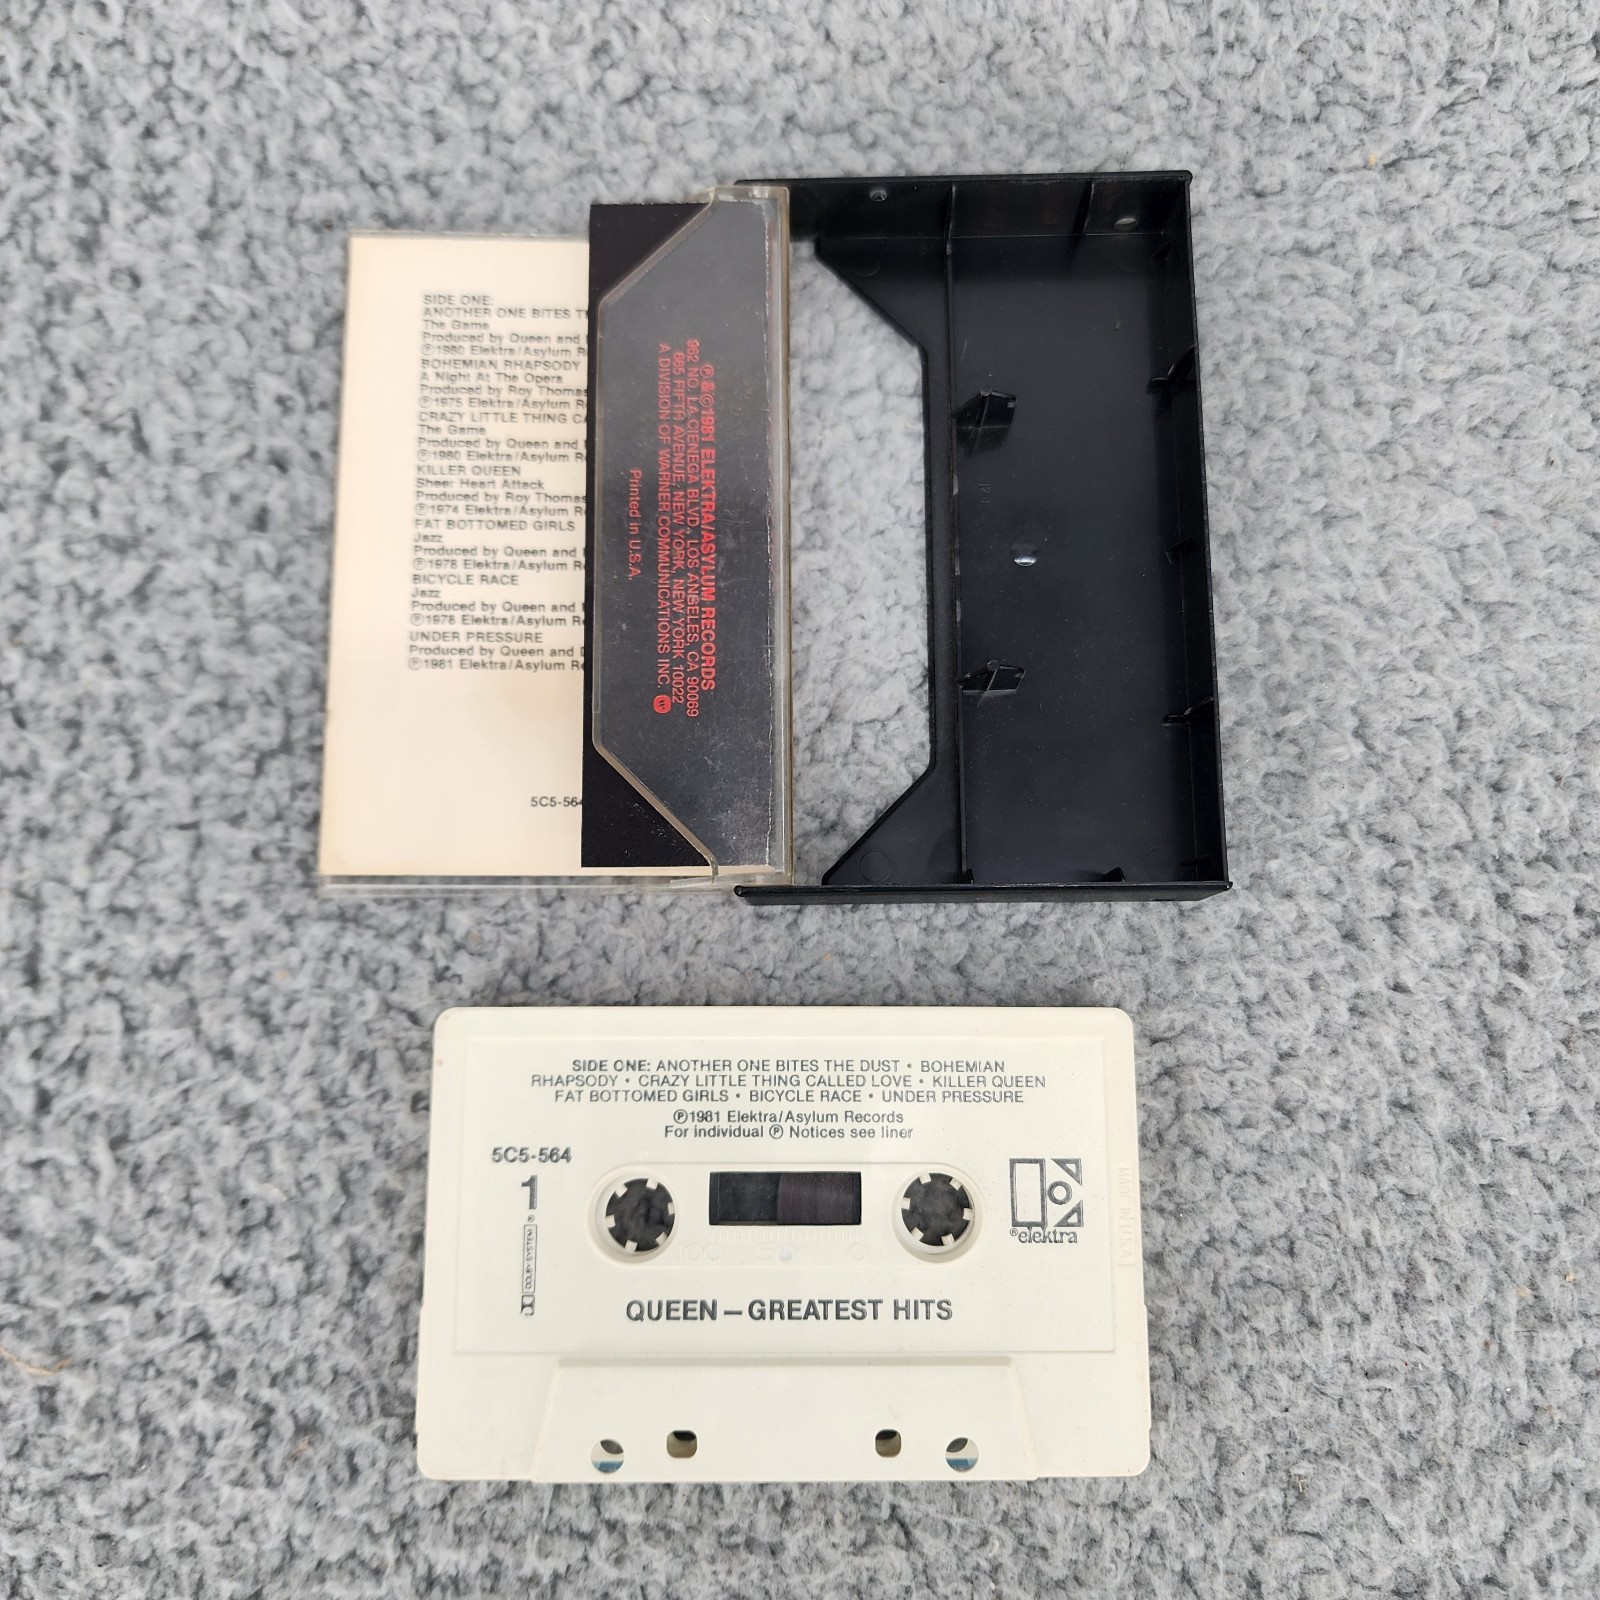 SIDE ONE:
ANOTHER ONE BITES
The Game
Produced by Queen and
℗1980 Elektra/Asylum
BOHEMIAN RHAPSODY
A Night At The Opera
Produced by Roy Thomas
℗1975 Elektra/Asylum
CRAZY LITTLE THING
The Game
Produced by Queen and
℗1980 Elektra/Asylum
KILLER QUEEN
Sheer Heart Attack
Produced by Roy Thomas
℗1974 Elektra/Asylum
FAT BOTTOMED GIRLS
Jazz
Produced by Queen and
℗1978 Elektra/Asylum
BICYCLE RACE
Jazz
Produced by Queen and
℗1978 Elektra/Asylum
UNDER PRESSURE
Produced by Queen and
℗1981 Elektra/Asylum
5C5-564
℗&©1981 ELEKTRA/ASYLUM RECORDS
962 NO. LA CIENEGA BLVD., LOS ANGELES, CA 90069
665 FIFTH AVENUE, NEW YORK, NEW YORK 10022
A DIVISION OF WARNER COMMUNICATIONS INC.
Printed in U.S.A.
SIDE ONE: ANOTHER ONE BITES THE DUST • BOHEMIAN
RHAPSODY • CRAZY LITTLE THING CALLED LOVE • KILLER QUEEN
FAT BOTTOMED GIRLS • BICYCLE RACE • UNDER PRESSURE
℗1981 Elektra/Asylum Records
For individual ℗ Notices see liner
5C5-564
1
DOLBY SYSTEM
®elektra
MADE IN U.S.A.
100 50 0
QUEEN – GREATEST HITS